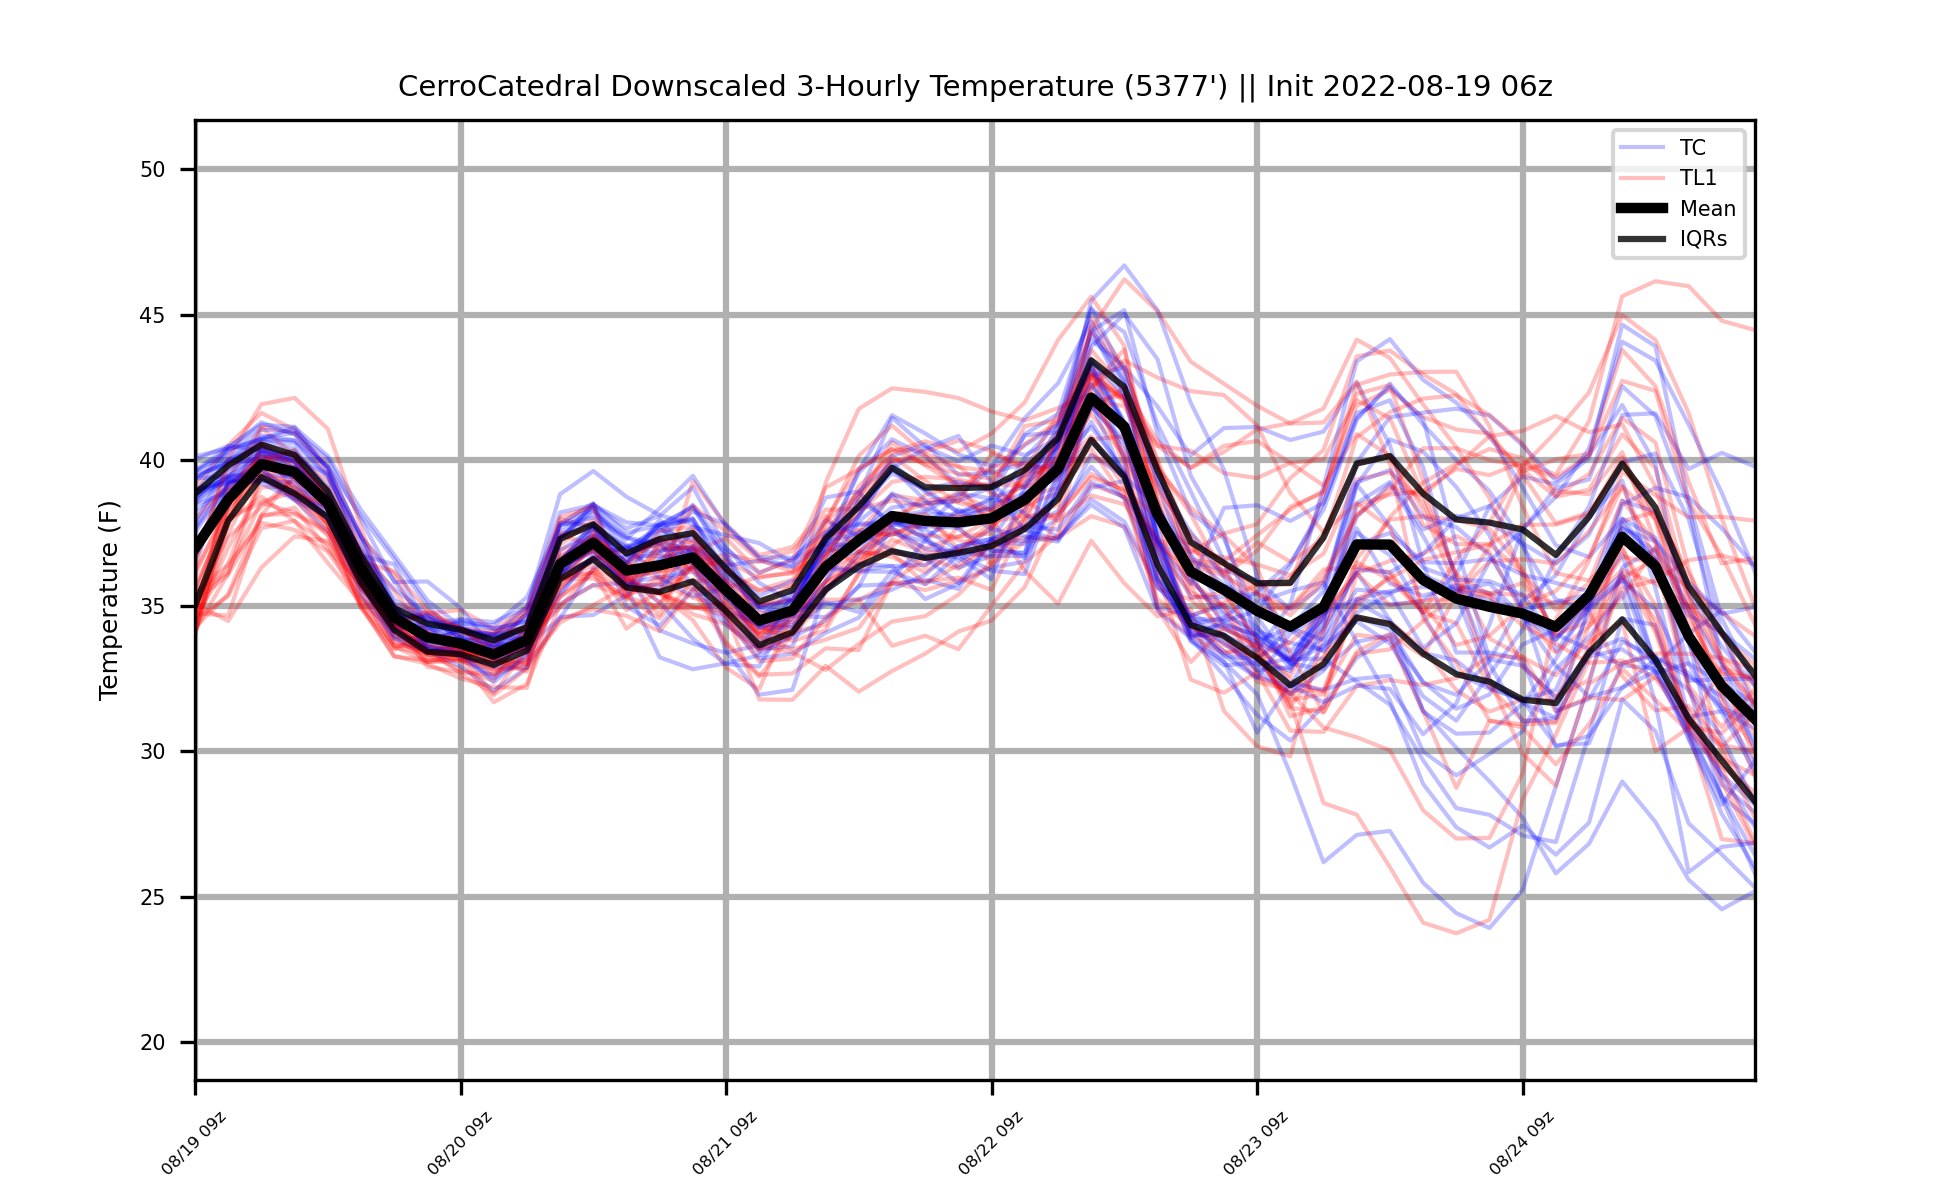 CerroCatedral Downscaled 3-Hourly Temperature (5377') || Init 2022-08-19 06z
TC
TL1
Mean
IQRs
Temperature (F)
50
45
40
35
30
25
20
08/19 09z
08/20 09z
08/21 09z
08/22 09z
08/23 09z
08/24 09z